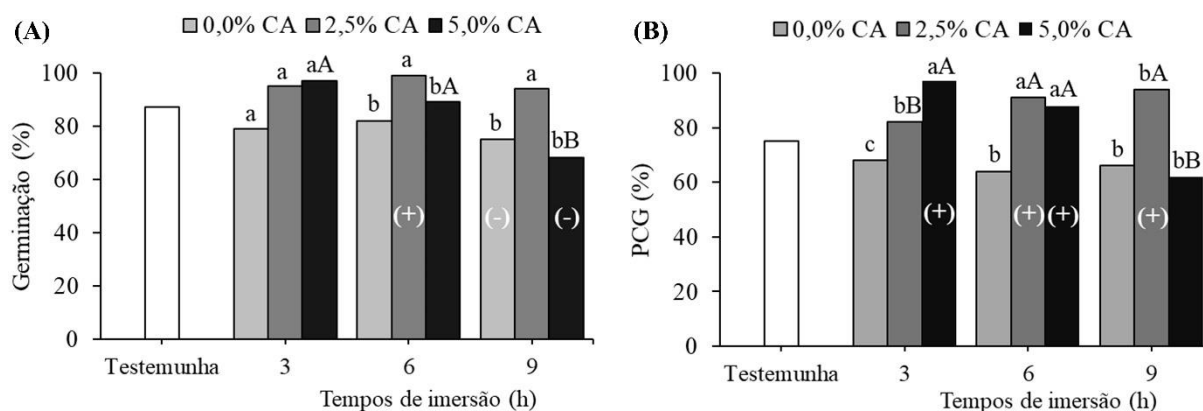 (A)
0,0% CA 2,5% CA 5,0% CA
Germinação (%)
100
80
60
40
20
0
a a aA
b a bA
b a bB
(+) (-) (-)
Testemunha 3 6 9
Tempos de imersão (h)
(B)
0,0% CA 2,5% CA 5,0% CA
PCG (%)
100
80
60
40
20
0
c bB aA
b aA aA
b bA bB
(+) (+) (+) (+)
Testemunha 3 6 9
Tempos de imersão (h)